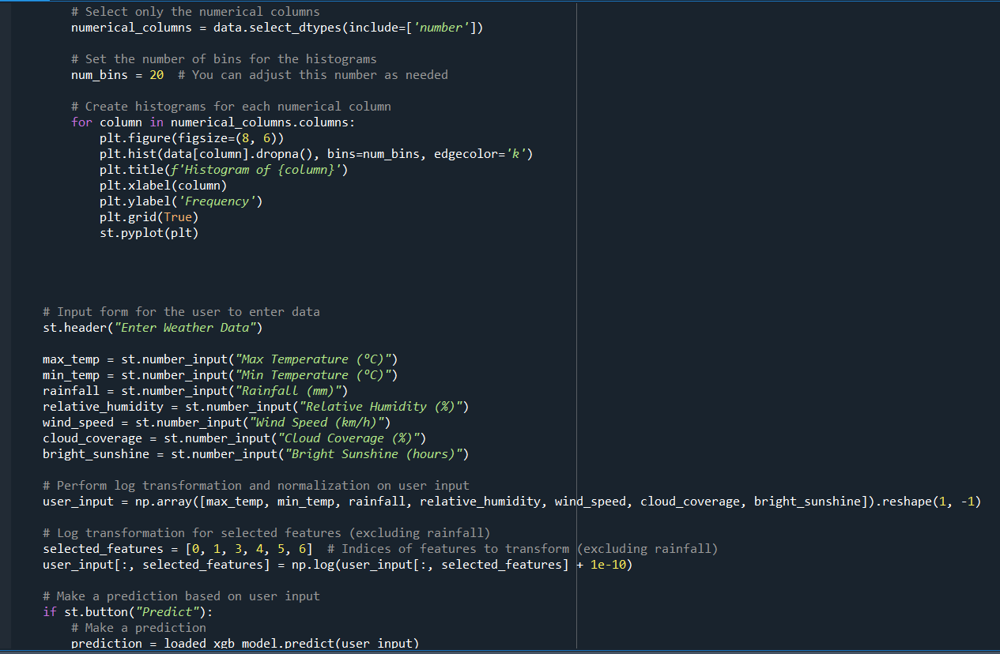 # Select only the numerical columns
numerical_columns = data.select_dtypes(include=['number'])
# Set the number of bins for the histograms
num_bins = 20  # You can adjust this number as needed
# Create histograms for each numerical column
for column in numerical_columns.columns:
plt.figure(figsize=(8, 6))
plt.hist(data[column].dropna(), bins=num_bins, edgecolor='k')
plt.title(f'Histogram of {column}')
plt.xlabel(column)
plt.ylabel('Frequency')
plt.grid(True)
st.pyplot(plt)
# Input form for the user to enter data
st.header("Enter Weather Data")
max_temp = st.number_input("Max Temperature (°C)")
min_temp = st.number_input("Min Temperature (°C)")
rainfall = st.number_input("Rainfall (mm)")
relative_humidity = st.number_input("Relative Humidity (%)")
wind_speed = st.number_input("Wind Speed (km/h)")
cloud_coverage = st.number_input("Cloud Coverage (%)")
bright_sunshine = st.number_input("Bright Sunshine (hours)")
# Perform log transformation and normalization on user input
user_input = np.array([max_temp, min_temp, rainfall, relative_humidity, wind_speed, cloud_coverage, bright_sunshine]).reshape(1, -1)
# Log transformation for selected features (excluding rainfall)
selected_features = [0, 1, 3, 4, 5, 6]  # Indices of features to transform (excluding rainfall)
user_input[:, selected_features] = np.log(user_input[:, selected_features] + 1e-10)
# Make a prediction based on user input
if st.button("Predict"):
# Make a prediction
prediction = loaded_xgb_model.predict(user_input)